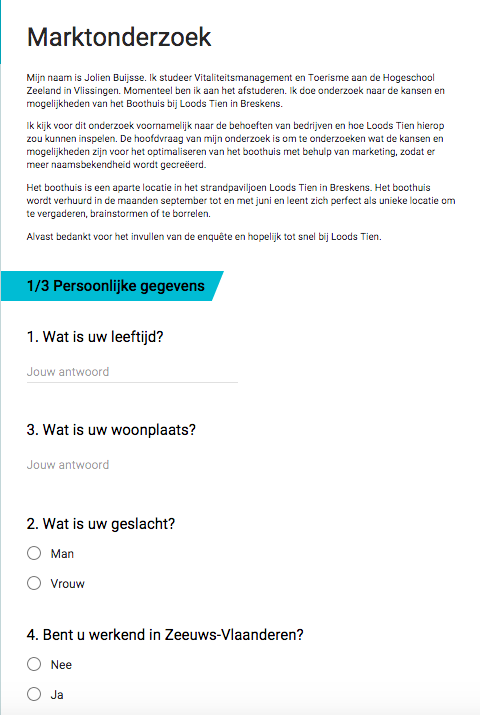 Marktonderzoek
Mijn naam is Jolien Buijsse. Ik studeer Vitaliteitsmanagement en Toerisme aan de Hogeschool
Zeeland in Vlissingen. Momenteel ben ik aan het afstuderen. Ik doe onderzoek naar de kansen en
mogelijkheden van het Boothuis bij Loods Tien in Breskens.
Ik kijk voor dit onderzoek voornamelijk naar de behoeften van bedrijven en hoe Loods Tien hierop
zou kunnen inspelen. De hoofdvraag van mijn onderzoek is om te onderzoeken wat de kansen en
mogelijkheden zijn voor het optimaliseren van het boothuis met behulp van marketing, zodat er
meer naamsbekendheid wordt gecreëerd.
Het boothuis is een aparte locatie in het strandpaviljoen Loods Tien in Breskens. Het boothuis
wordt verhuurd in de maanden september tot en met juni en leent zich perfect als unieke locatie om
te vergaderen, brainstormen of te borrelen.
Alvast bedankt voor het invullen van de enquête en hopelijk tot snel bij Loods Tien.
1/3 Persoonlijke gegevens
1. Wat is uw leeftijd?
Jouw antwoord
3. Wat is uw woonplaats?
Jouw antwoord
2. Wat is uw geslacht?
Man
Vrouw
4. Bent u werkend in Zeeuws-Vlaanderen?
Nee
Ja